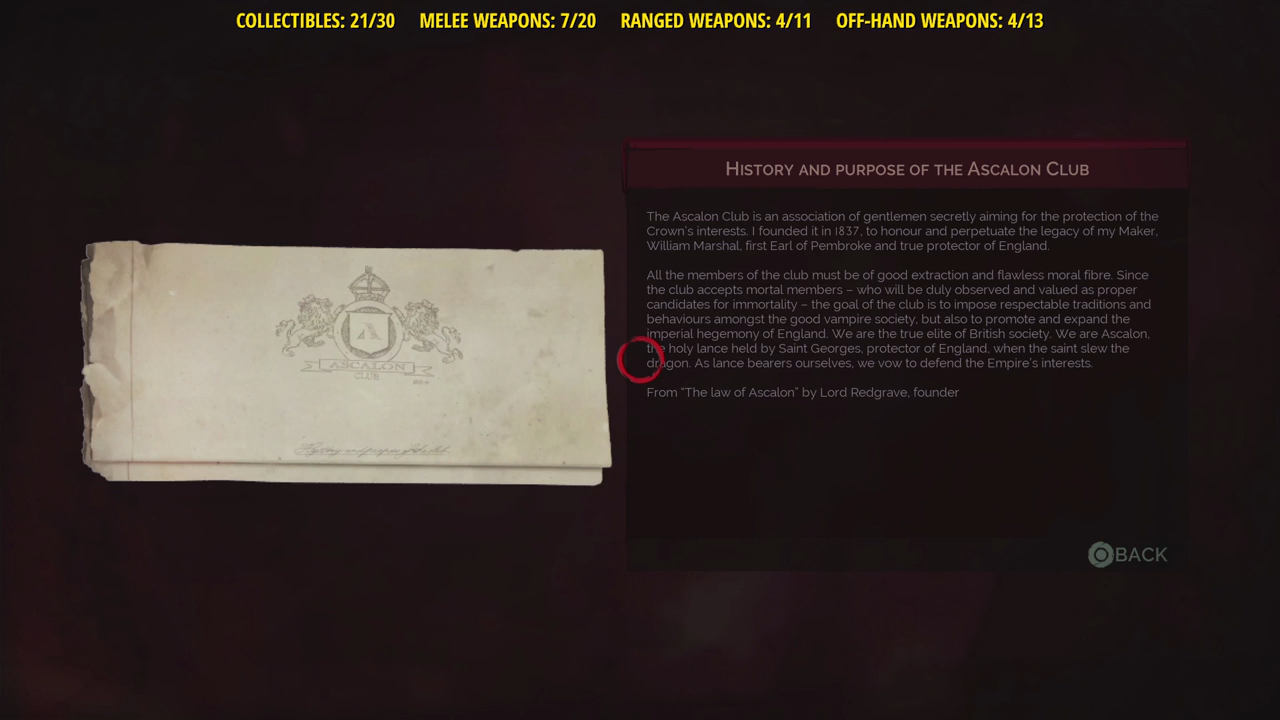 COLLECTIBLES: 21/30 MELEE WEAPONS: 7/20 RANGED WEAPONS: 4/11 OFF-HAND WEAPONS: 4/13
HISTORY AND PURPOSE OF THE ASCALON CLUB
The Ascalon Club is an association of gentlemen secretly aiming for the protection of the
Crown's interests. I founded it in 1837, to honour and perpetuate the legacy of my Maker,
William Marshal, first Earl of Pembroke and true protector of England.
All the members of the club must be of good extraction and flawless moral fibre. Since
the club accepts mortal members – who will be duly observed and valued as proper
candidates for immortality – the goal of the club is to impose respectable traditions and
behaviours amongst the good vampire society, but also to promote and expand the
imperial hegemony of England. We are the true elite of British society. We are Ascalon,
the holy lance held by Saint Georges, protector of England, when the saint slew the
dragon. As lance bearers ourselves, we vow to defend the Empire's interests.
From “The law of Ascalon” by Lord Redgrave, founder
A
ASCALON
CLUB
BACK